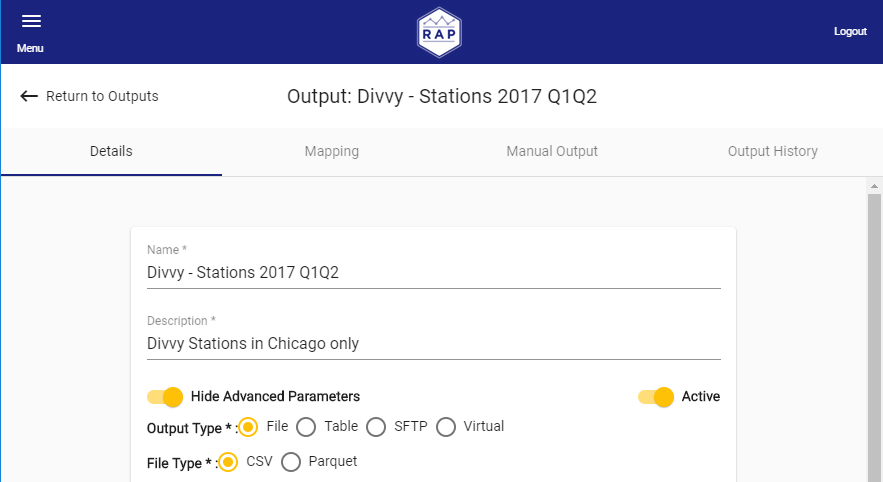 Menu
RAP
Logout
Return to Outputs
Output: Divvy - Stations 2017 Q1Q2
Details Mapping Manual Output Output History
Name *
Divvy - Stations 2017 Q1Q2
Description *
Divvy Stations in Chicago only
Hide Advanced Parameters Active
Output Type * : File Table SFTP Virtual
File Type * : CSV Parquet